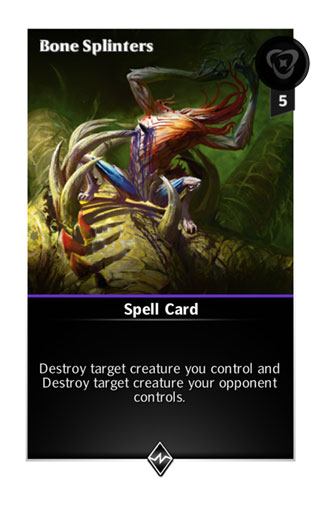 Bone Splinters
5
Spell Card
Destroy target creature you control and
Destroy target creature your opponent
controls.